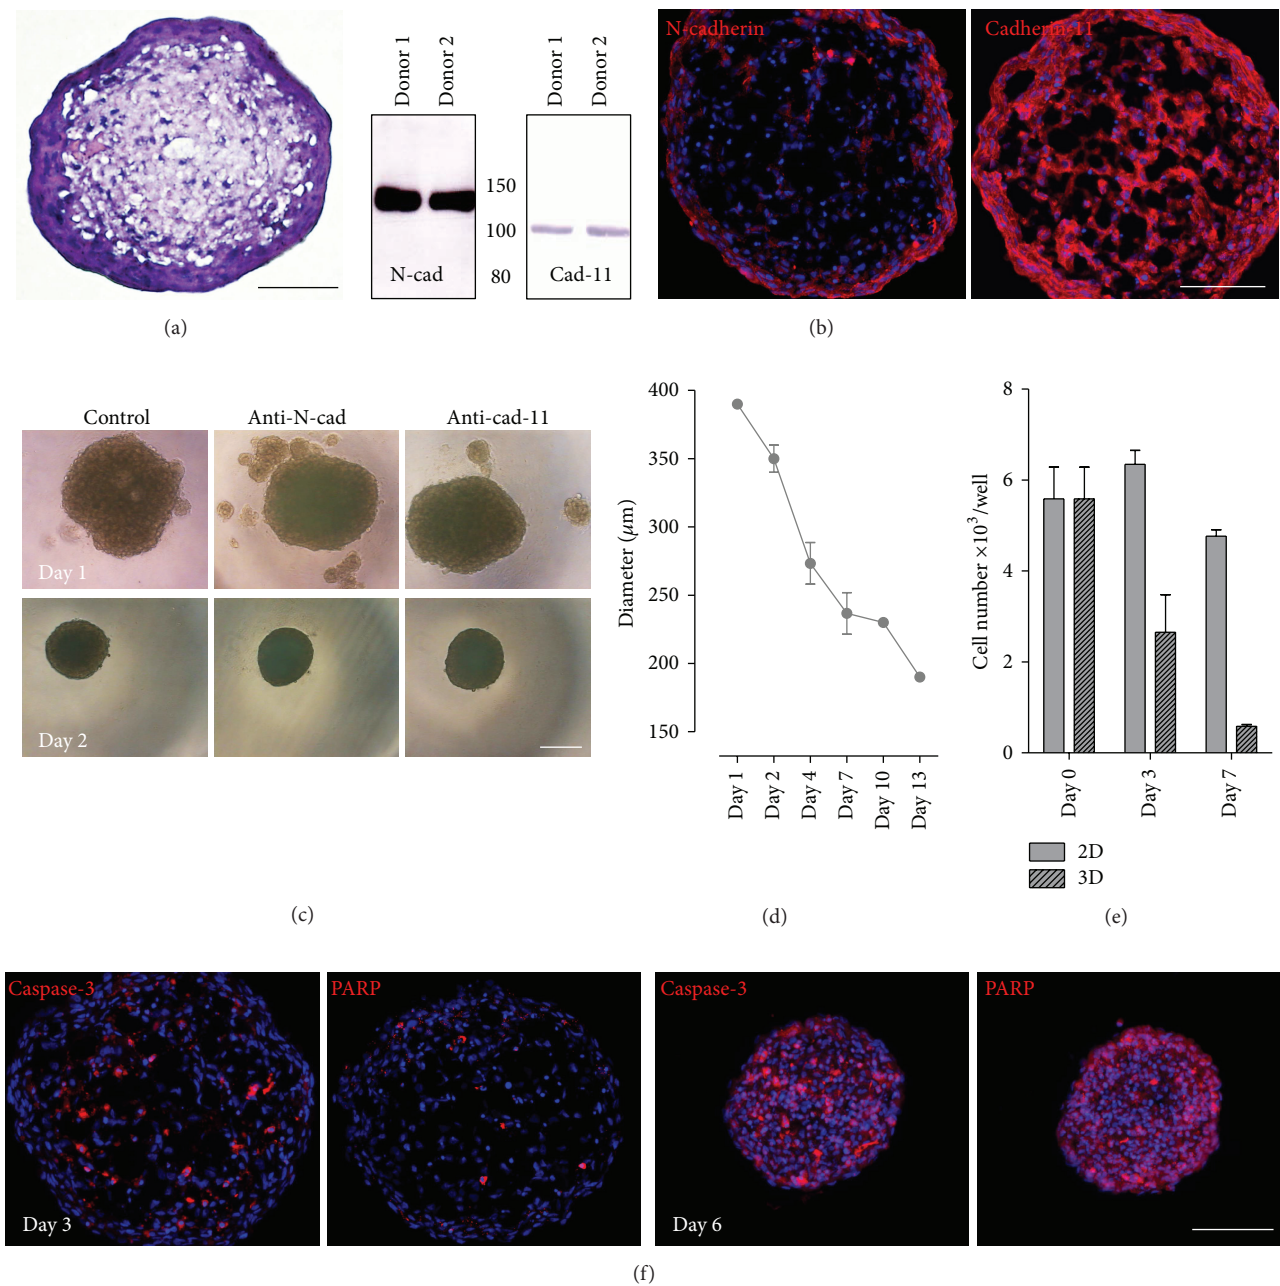 Donor 1
Donor 2
150
100
80
N-cad
Donor 1
Donor 2
Cad-11
(a)
N-cadherin
Cadherin-11
(b)
Control
Anti-N-cad
Anti-cad-11
Day 1
Day 2
(c)
Diameter (μm)
400
350
300
250
200
150
Day 1
Day 2
Day 4
Day 7
Day 10
Day 13
(d)
Cell number ×10³/well
8
6
4
2
0
Day 0
Day 3
Day 7
2D
3D
(e)
Caspase-3
PARP
Day 3
Caspase-3
PARP
Day 6
(f)